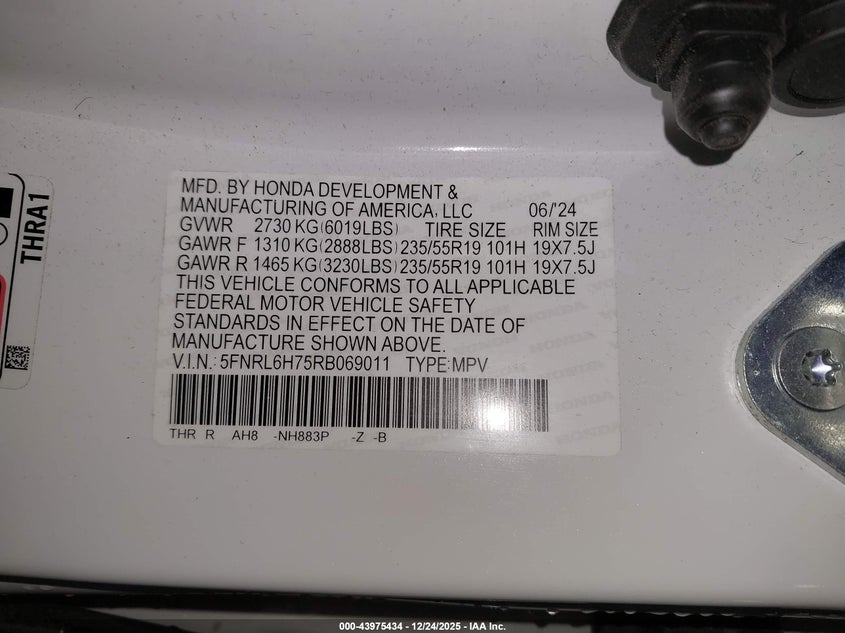 MFD. BY HONDA DEVELOPMENT &
MANUFACTURING OF AMERICA, LLC 06/'24
GVWR 2730 KG(6019LBS) TIRE SIZE RIM SIZE
GAWR F 1310 KG(2888LBS) 235/55R19 101H 19X7.5J
GAWR R 1465 KG(3230LBS) 235/55R19 101H 19X7.5J
THIS VEHICLE CONFORMS TO ALL APPLICABLE
FEDERAL MOTOR VEHICLE SAFETY
STANDARDS IN EFFECT ON THE DATE OF
MANUFACTURE SHOWN ABOVE.
V.I.N.: 5FNRL6H75RB069011 TYPE:MPV
THR R AH8 -NH883P -Z -B
THRA1
000-43975434 - 12/24/2025 - IAA Inc.